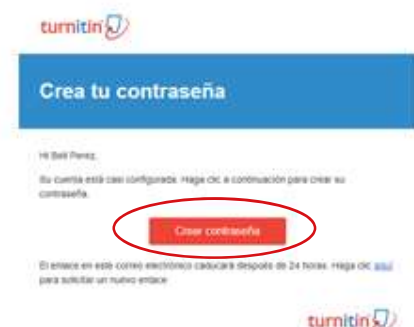 turnitin
Crea tu contraseña
Hi Bell Perez,
Su cuenta está casi configurada. Haga clic a continuación para crear su
contraseña.
Crear contraseña
El enlace en este correo electrónico caducará después de 24 horas. Haga clic aquí
para solicitar un nuevo enlace
turnitin